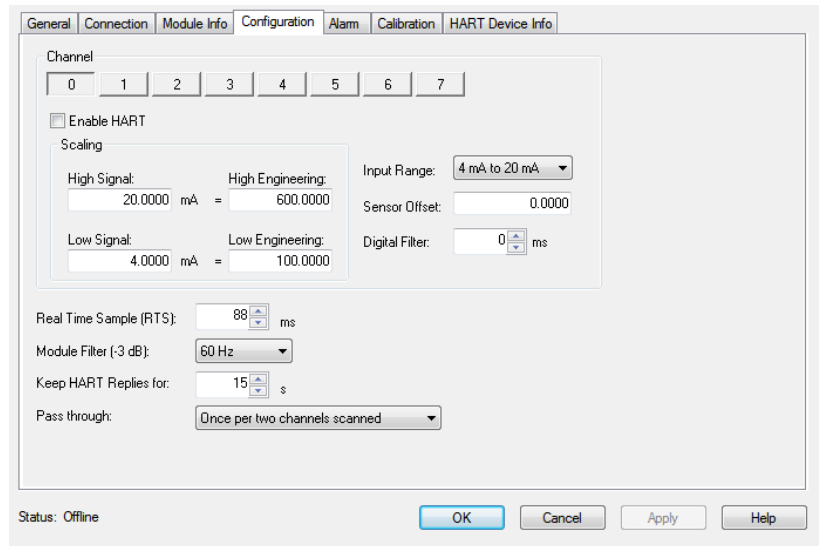 General Connection Module Info Configuration Alarm Calibration HART Device Info
Channel
0 1 2 3 4 5 6 7
Enable HART
Scaling
High Signal: High Engineering: Input Range: 4 mA to 20 mA
20.0000 mA = 600.0000 Sensor Offset: 0.0000
Low Signal: Low Engineering: Digital Filter: 0 ms
4.0000 mA = 100.0000
Real Time Sample (RTS): 88 ms
Module Filter (-3 dB): 60 Hz
Keep HART Replies for: 15 s
Pass through: Once per two channels scanned
Status: Offline OK Cancel Apply Help